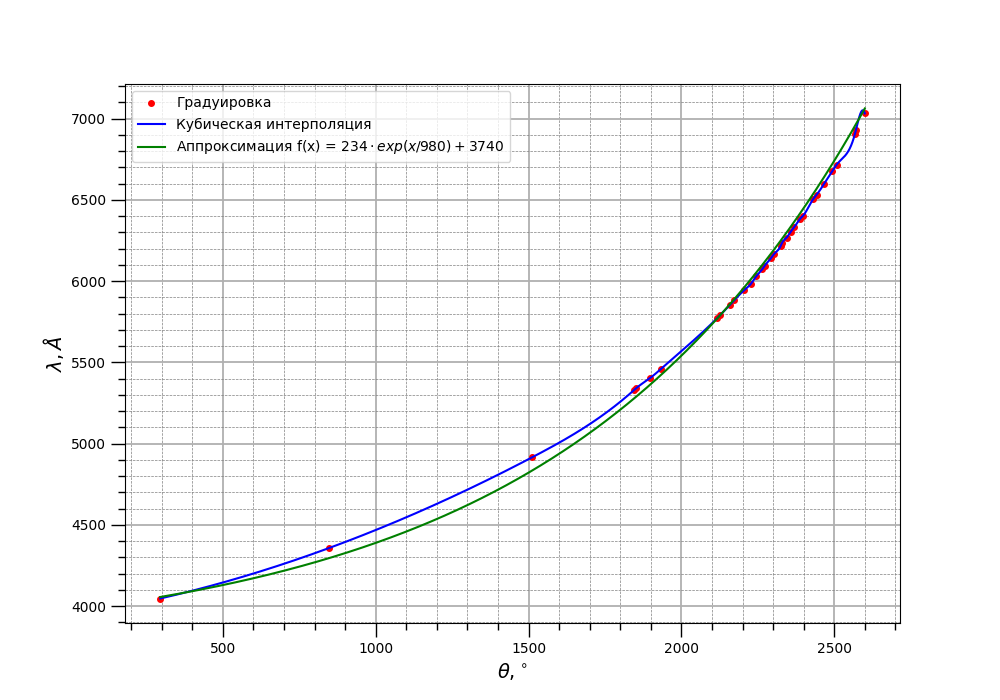 Градуировка
Кубическая интерполяция
Аппроксимация f(x) = 234 · exp(x/980) + 3740
7000
6500
6000
5500
5000
4500
4000
λ, Å
500 1000 1500 2000 2500
θ, °